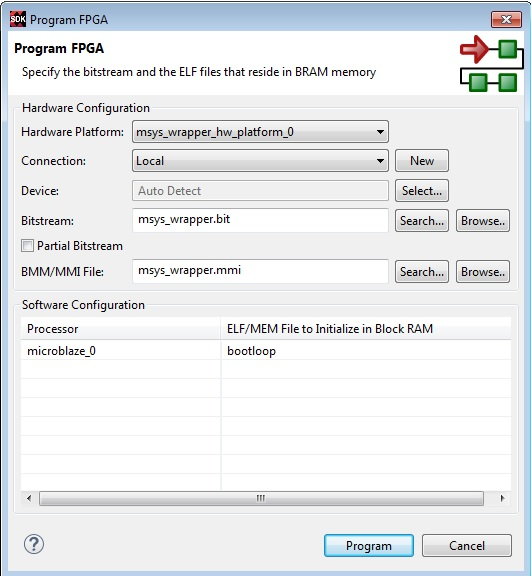 SDK Program FPGA
Program FPGA
Specify the bitstream and the ELF files that reside in BRAM memory
Hardware Configuration
Hardware Platform: msys_wrapper_hw_platform_0
Connection: Local New
Device: Auto Detect Select...
Bitstream: msys_wrapper.bit Search... Browse..
Partial Bitstream
BMM/MMI File: msys_wrapper.mmi Search... Browse..
Software Configuration
Processor ELF/MEM File to Initialize in Block RAM
microblaze_0 bootloop
? Program Cancel